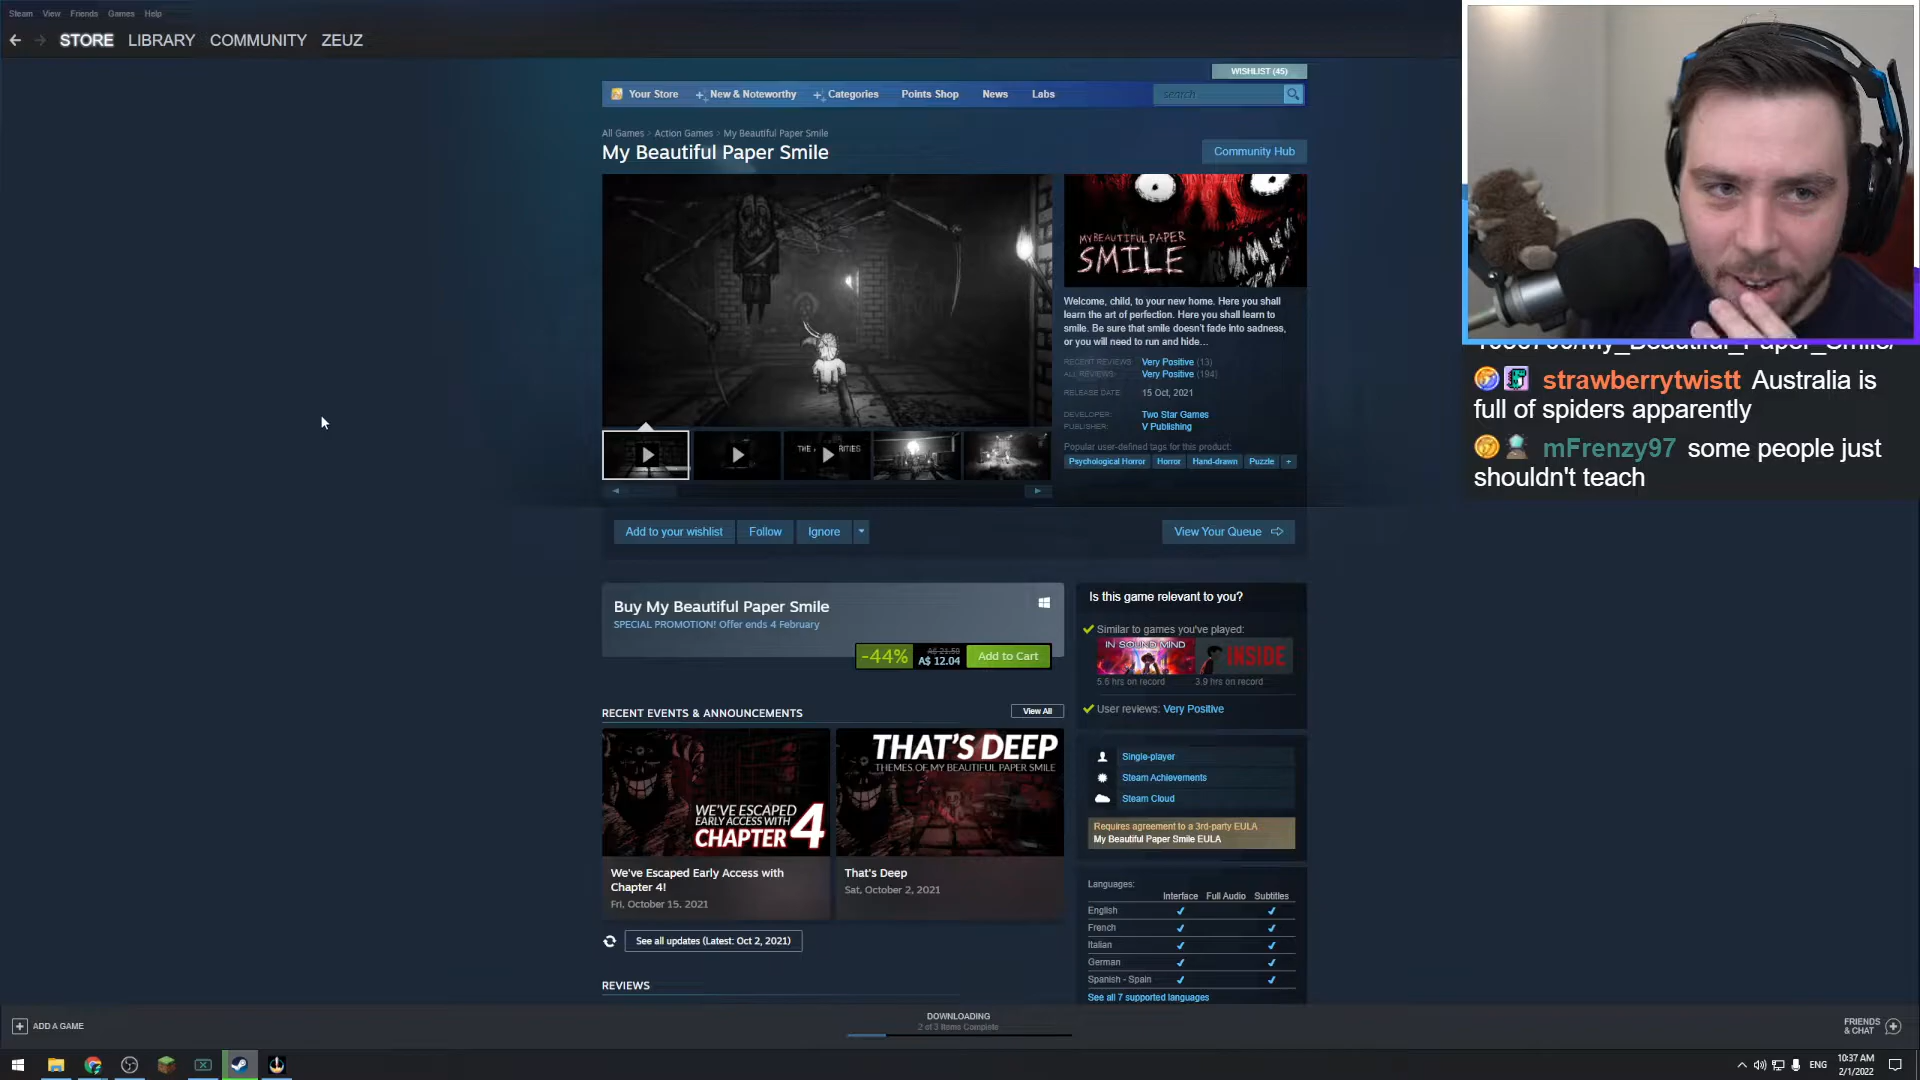 Steam View Friends Games Help
STORE LIBRARY COMMUNITY ZEUZ
WISHLIST (45)
Your Store New & Noteworthy Categories Points Shop News Labs
search
All Games > Action Games > My Beautiful Paper Smile
My Beautiful Paper Smile
Community Hub
MY BEAUTIFUL PAPER
SMILE
Welcome, child, to your new home. Here you shall
learn the art of perfection. Here you shall learn to
smile. Be sure that smile doesn't fade into sadness,
or you will need to run and hide...
RECENT REVIEWS: Very Positive (13)
ALL REVIEWS: Very Positive (194)
RELEASE DATE: 15 Oct, 2021
DEVELOPER: Two Star Games
PUBLISHER: V Publishing
Popular user-defined tags for this product:
Psychological Horror Horror Hand-drawn Puzzle +
Add to your wishlist Follow Ignore
View Your Queue
Buy My Beautiful Paper Smile
SPECIAL PROMOTION! Offer ends 4 February
-44% A$ 21.50 A$ 12.04 Add to Cart
RECENT EVENTS & ANNOUNCEMENTS
View All
WE'VE ESCAPED
EARLY ACCESS WITH
CHAPTER 4
We've Escaped Early Access with
Chapter 4!
Fri, October 15, 2021
THAT'S DEEP
THEMES OF MY BEAUTIFUL PAPER SMILE
That's Deep
Sat, October 2, 2021
See all updates (Latest: Oct 2, 2021)
REVIEWS
Is this game relevant to you?
Similar to games you've played:
IN SOUND MIND INSIDE
5.6 hrs on record 3.9 hrs on record
User reviews: Very Positive
Single-player
Steam Achievements
Steam Cloud
Requires agreement to a 3rd-party EULA
My Beautiful Paper Smile EULA
Languages:
Interface Full Audio Subtitles
English
French
Italian
German
Spanish - Spain
See all 7 supported languages
strawberrytwistt Australia is
full of spiders apparently
mFrenzy97 some people just
shouldn't teach
ADD A GAME
DOWNLOADING
2 of 3 Items Complete
FRIENDS
& CHAT
ENG
10:37 AM
2/1/2022